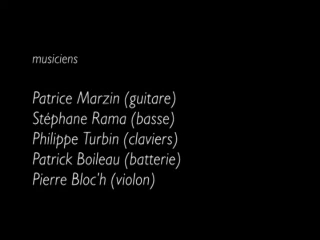 musiciens
Patrice Marzin (guitare)
Stéphane Rama (basse)
Philippe Turbin (claviers)
Patrick Boileau (batterie)
Pierre Bloc'h (violon)